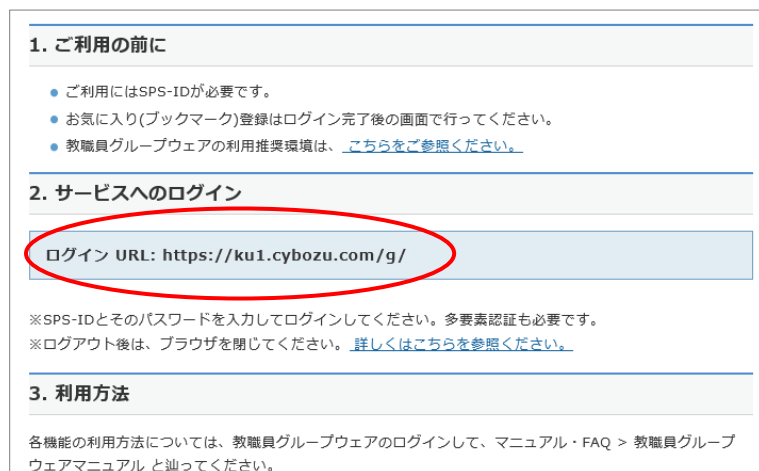 1. ご利用の前に
● ご利用にはSPS-IDが必要です。
● お気に入り(ブックマーク)登録はログイン完了後の画面で行ってください。
● 教職員グループウェアの利用推奨環境は、 こちらをご参照ください。
2. サービスへのログイン
ログイン URL: https://ku1.cybozu.com/g/
※SPS-IDとそのパスワードを入力してログインしてください。多要素認証も必要です。
※ログアウト後は、ブラウザを閉じてください。 詳しくはこちらを参照ください。
3. 利用方法
各機能の利用方法については、教職員グループウェアのログインして、マニュアル・FAQ > 教職員グループ
ウェアマニュアル と辿ってください。